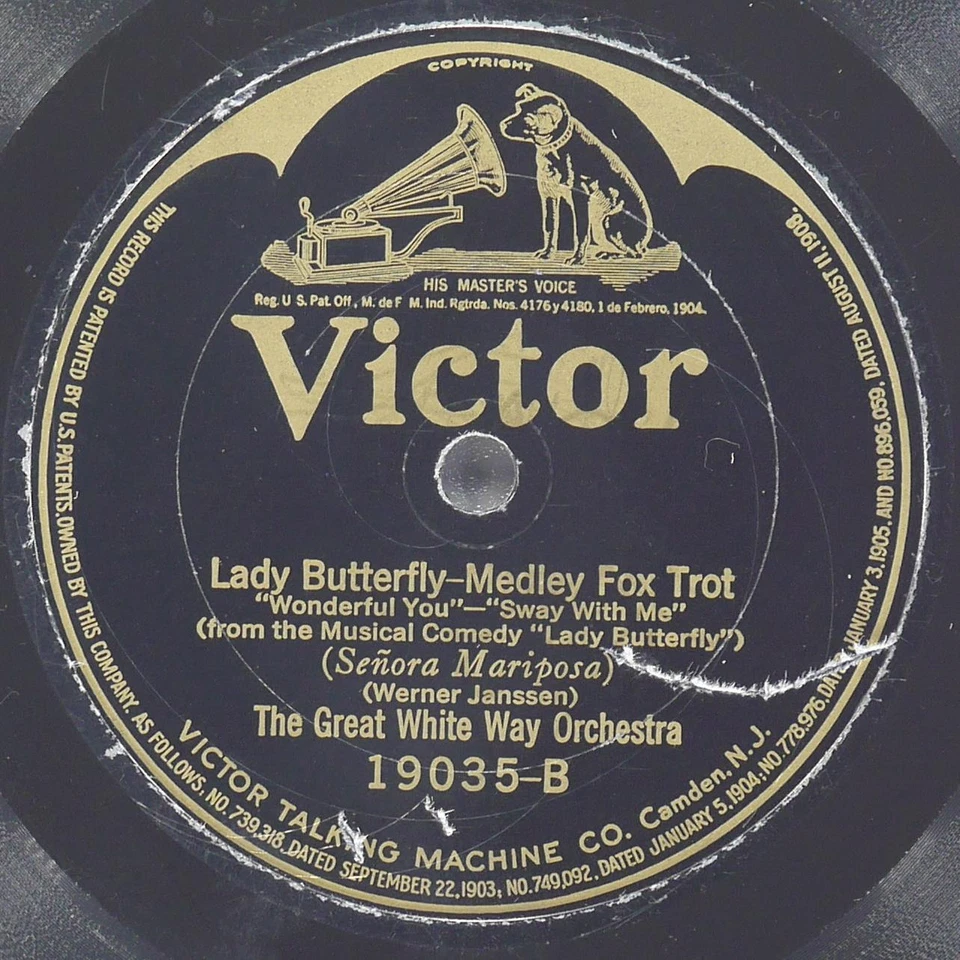 COPYRIGHT
HIS MASTER'S VOICE
Reg. U S. Pat. Off., M. de F M. Ind. Rgtrda. Nos. 4176 y 4180, 1 de Febrero, 1904.
Victor
Lady Butterfly–Medley Fox Trot
“Wonderful You”—“Sway With Me”
(from the Musical Comedy “Lady Butterfly”)
(Señora Mariposa)
(Werner Janssen)
The Great White Way Orchestra
19035–B
VICTOR TALKING MACHINE CO. Camden, N. J.
THIS RECORD IS PATENTED BY U.S. PATENTS, OWNED BY THIS COMPANY, AS FOLLOWS, NO. 739,318, DATED SEPTEMBER 22, 1903; NO. 749,092, DATED JANUARY 5, 1904; NO. 778,976, DATED JANUARY 3, 1905, AND NO. 896,059, DATED AUGUST 11, 1908.